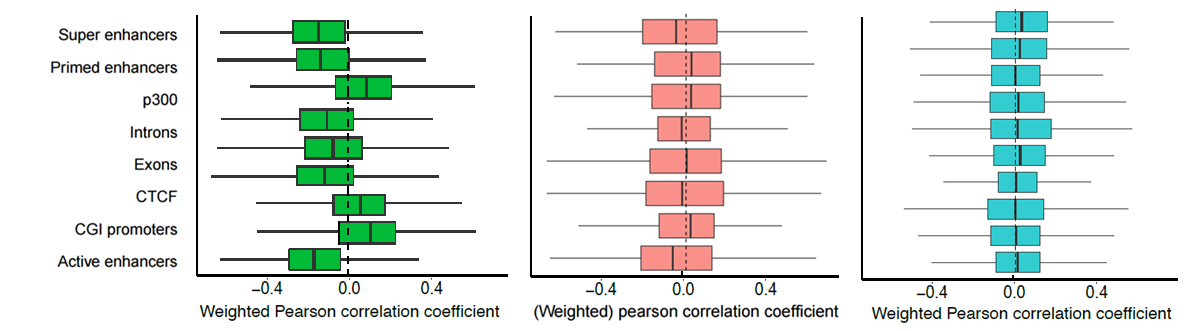 Super enhancers
Primed enhancers
p300
Introns
Exons
CTCF
CGI promoters
Active enhancers
−0.4 0.0 0.4
Weighted Pearson correlation coefficient
−0.4 0.0 0.4
(Weighted) pearson correlation coefficient
−0.4 0.0 0.4
Weighted Pearson correlation coefficient